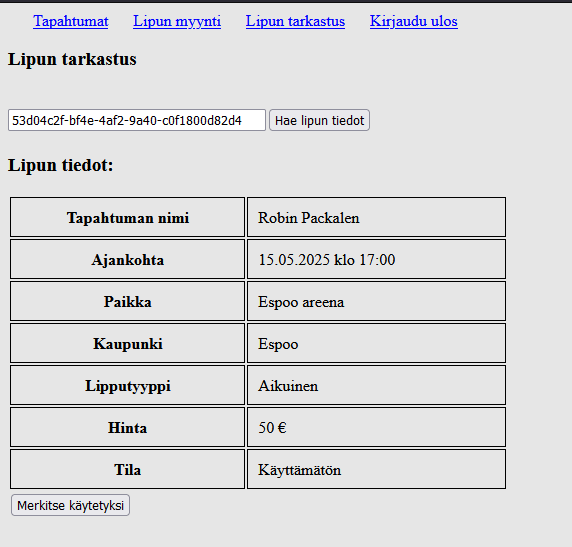 Tapahtumat Lipun myynti Lipun tarkastus Kirjaudu ulos
Lipun tarkastus
53d04c2f-bf4e-4af2-9a40-c0f1800d82d4 Hae lipun tiedot
Lipun tiedot:
Tapahtuman nimi Robin Packalen
Ajankohta 15.05.2025 klo 17:00
Paikka Espoo areena
Kaupunki Espoo
Lipputyyppi Aikuinen
Hinta 50 €
Tila Käyttämätön
Merkitse käytetyksi